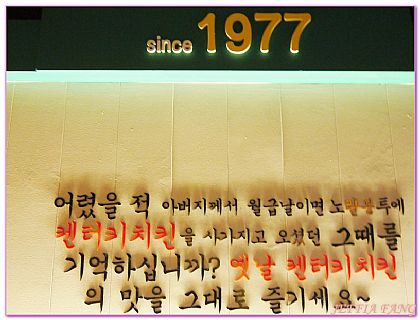 since 1977
어렸을 적 아버지께서 월급날이면 노란봉투에
켄터키치킨을 사가지고 오셨던 그때를
기억하십니까? 옛날 켄터키치킨
의 맛을 그대로 즐기세요~
JEFFIA FANG